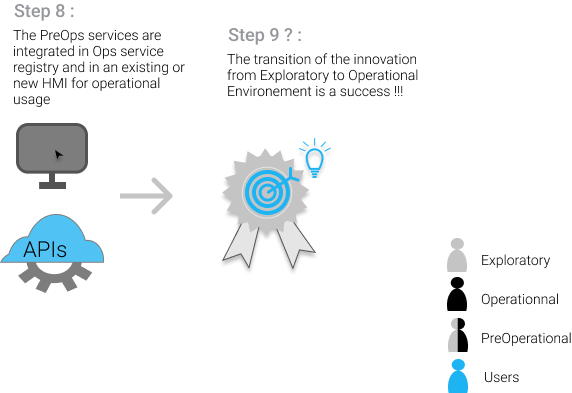 Step 8 :
The PreOps services are
integrated in Ops service
registry and in an existing or
new HMI for operational
usage
Step 9 ? :
The transition of the innovation
from Exploratory to Operational
Environement is a success !!!
APIs
Exploratory
Operationnal
PreOperational
Users